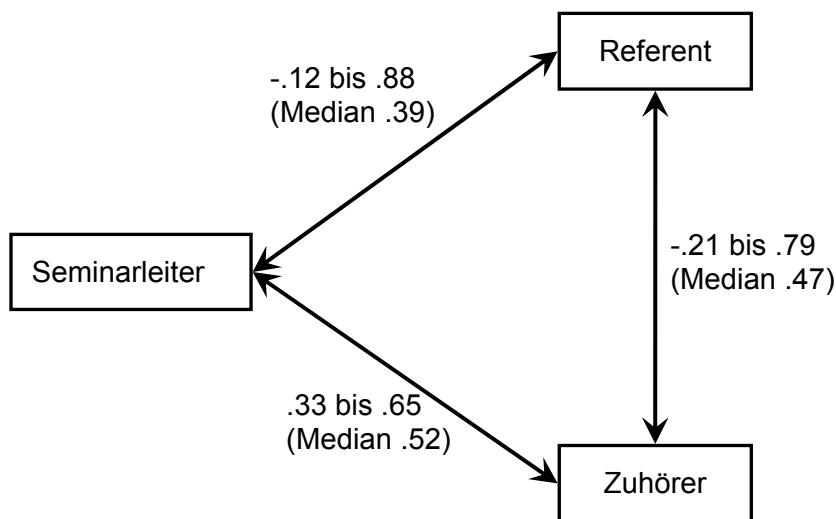 Referent
-.12 bis .88
(Median .39)
Seminarleiter
-.21 bis .79
(Median .47)
.33 bis .65
(Median .52)
Zuhörer